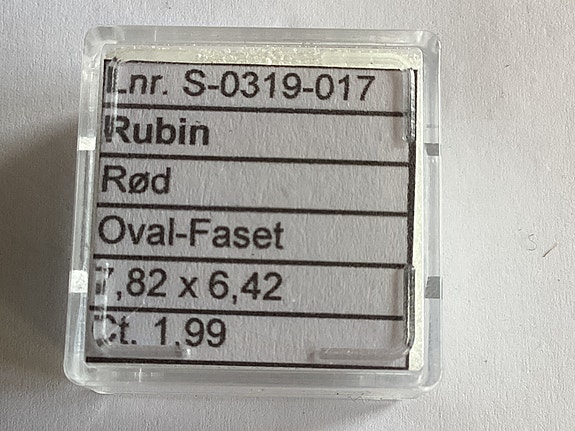 Lnr. S-0319-017
Rubin
Rød
Oval-Faset
7,82 x 6,42
Ct. 1,99